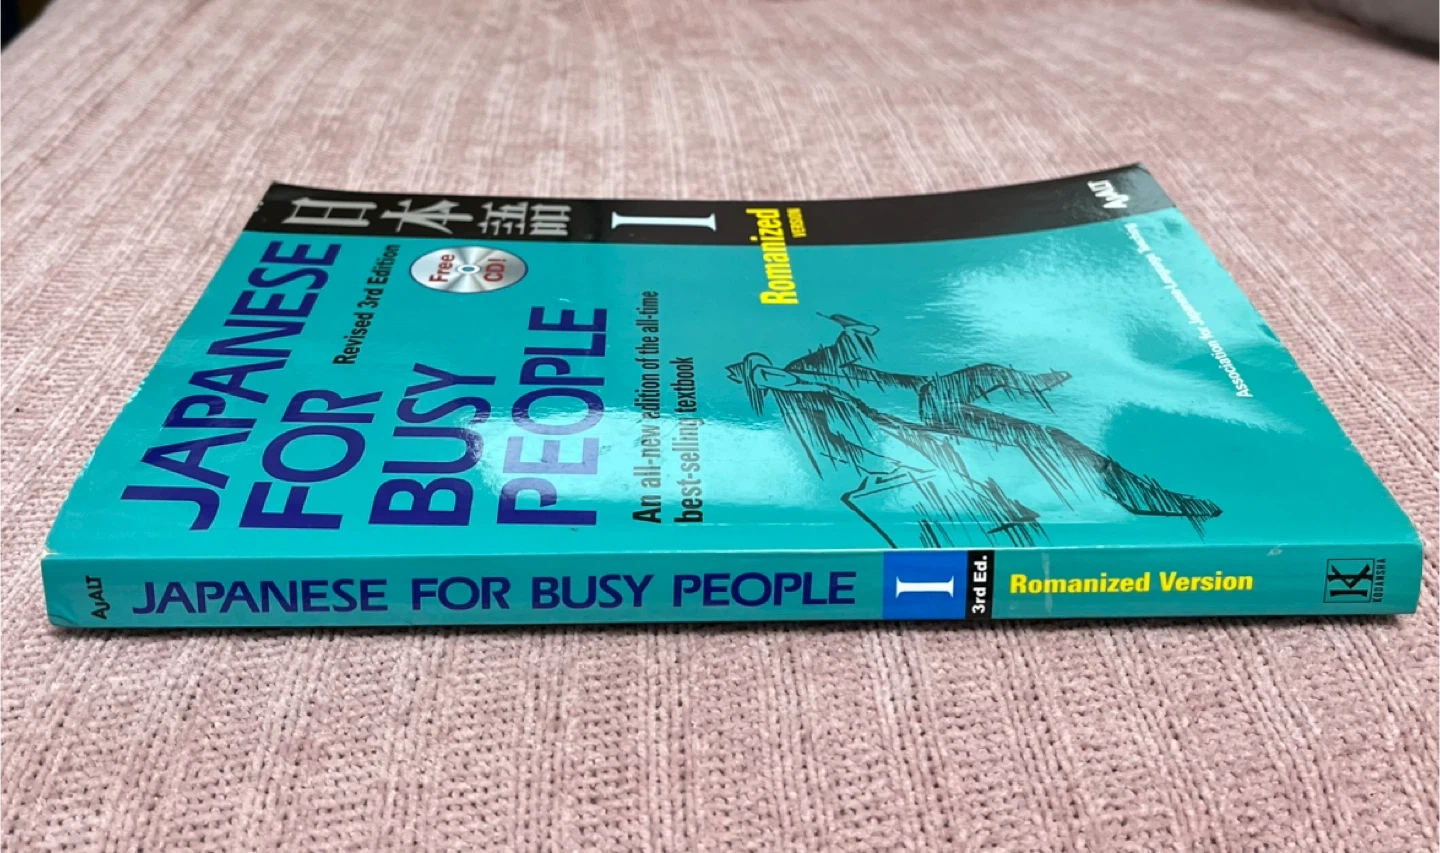 日本語
I
Romanized
VERSION
AJALT
JAPANESE
FOR
BUSY
PEOPLE
Revised 3rd Edition
Free
CD!
An all-new edition of the all-time
best-selling textbook
Association for Japanese-Language Teaching
AJALT
JAPANESE FOR BUSY PEOPLE
I
3rd Ed.
Romanized Version
K
KODANSHA